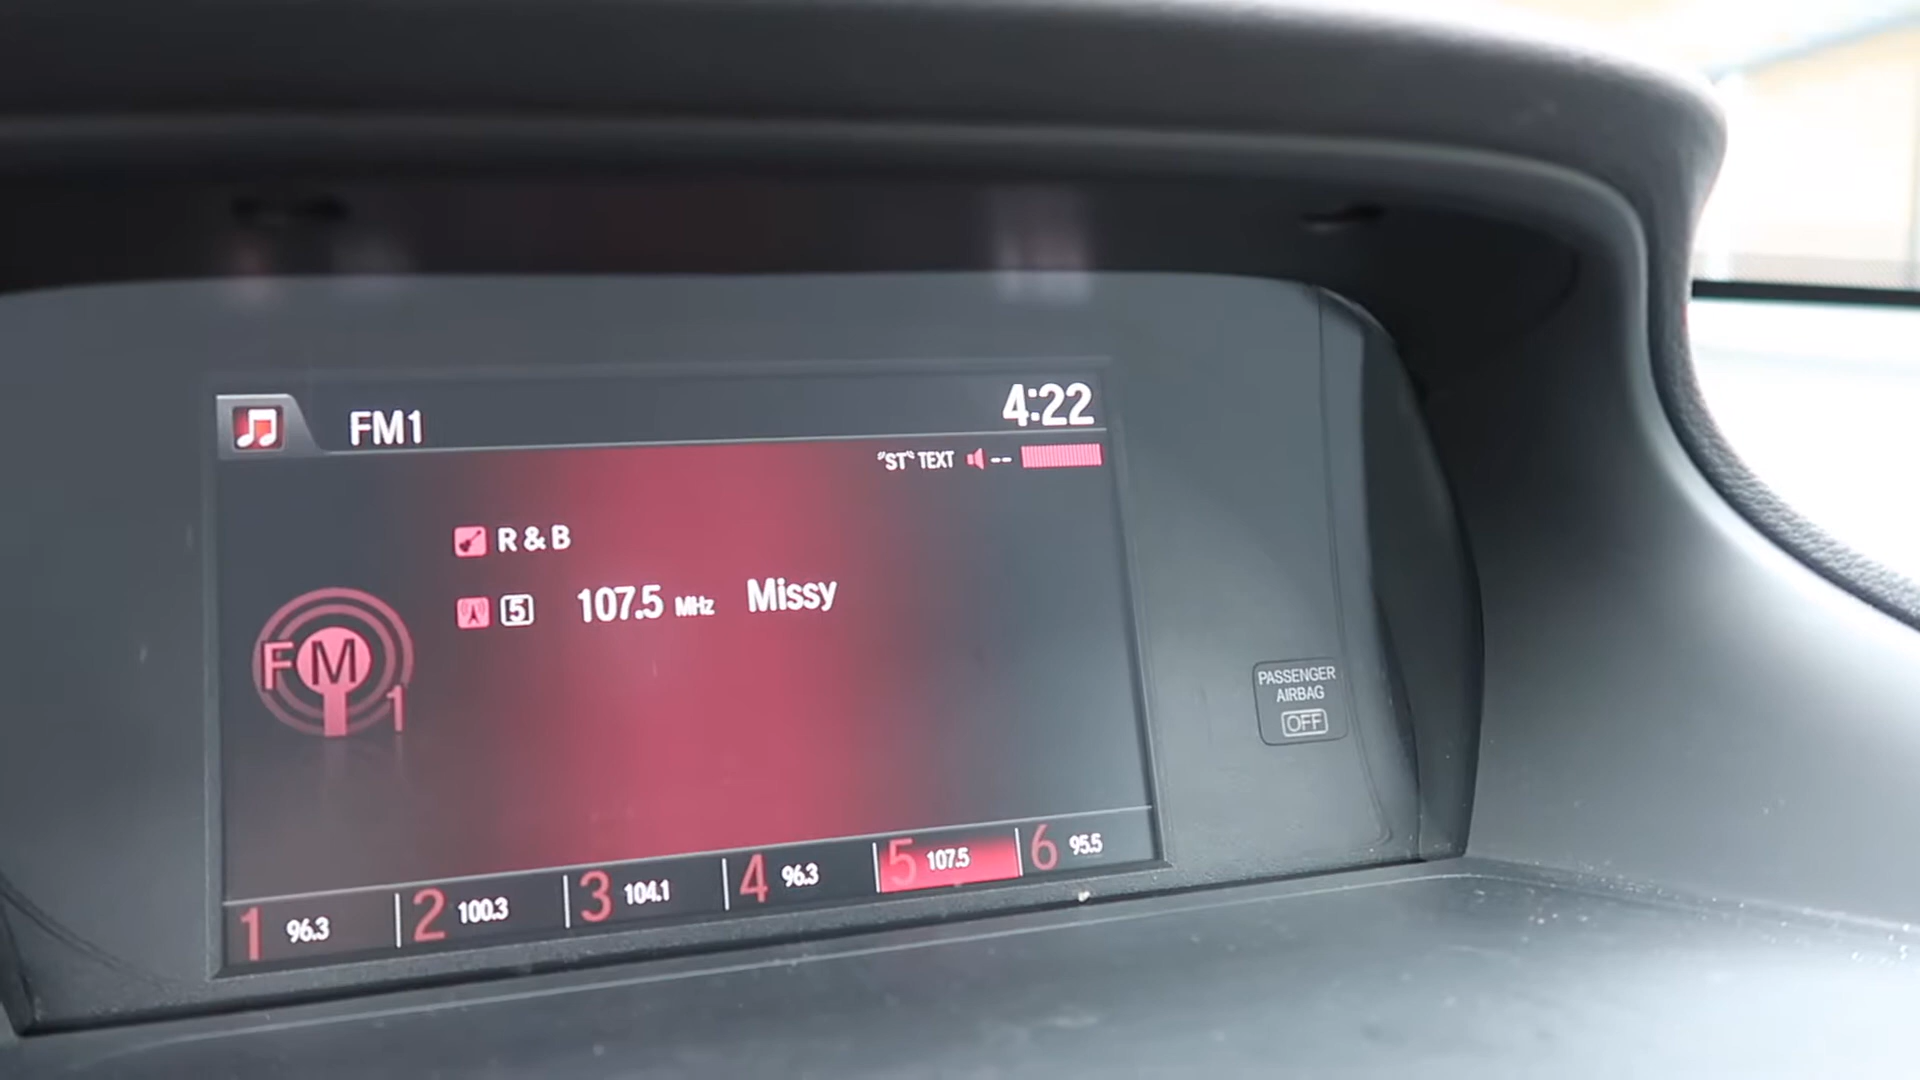 FM1
4:22
"ST" TEXT --
R & B
5 107.5 MHz Missy
FM 1
1 96.3 2 100.3 3 104.1 4 96.3 5 107.5 6 95.5
PASSENGER
AIRBAG
OFF